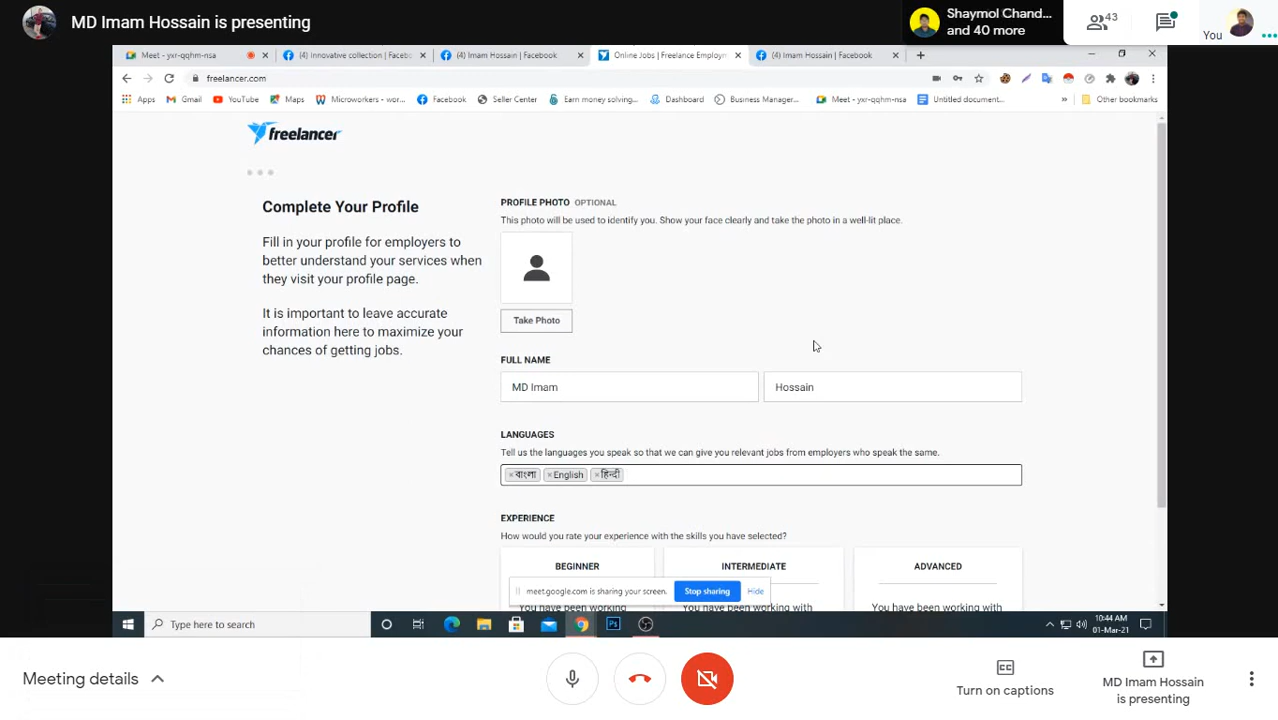 MD Imam Hossain is presenting
Shaymol Chand...
and 40 more
43
You
Meet - yxr-qqhm-nsa
(4) innovative collection | Facebo
(4) Imam Hossain | Facebook
Online Jobs | Freelance Employm
(4) Imam Hossain | Facebook
freelancer.com
Apps
Gmail
YouTube
Maps
Microworkers - wor...
Facebook
Seller Center
Earn money solving...
Dashboard
Business Manager...
Meet - yxr-qqhm-nsa
Untitled document...
»
Other bookmarks
freelancer
Complete Your Profile
Fill in your profile for employers to
better understand your services when
they visit your profile page.
It is important to leave accurate
information here to maximize your
chances of getting jobs.
PROFILE PHOTO OPTIONAL
This photo will be used to identify you. Show your face clearly and take the photo in a well-lit place.
Take Photo
FULL NAME
MD Imam
Hossain
LANGUAGES
Tell us the languages you speak so that we can give you relevant jobs from employers who speak the same.
×বাংলা ×English ×हिन्दी
EXPERIENCE
How would you rate your experience with the skills you have selected?
BEGINNER
INTERMEDIATE
ADVANCED
You have been working
You have been working
You have been working with
meet.google.com is sharing your screen.
Stop sharing
Hide
Type here to search
10:44 AM
01-Mar-21
Meeting details
Turn on captions
MD Imam Hossain
is presenting